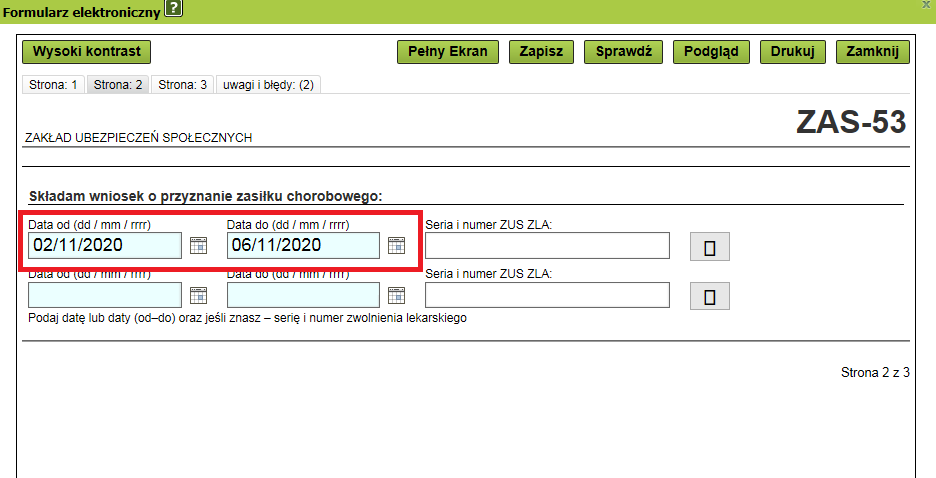 Formularz elektroniczny ?
x
Wysoki kontrast Pełny Ekran Zapisz Sprawdź Podgląd Drukuj Zamknij
Strona: 1 Strona: 2 Strona: 3 uwagi i błędy: (2)
ZAS-53
ZAKŁAD UBEZPIECZEŃ SPOŁECZNYCH
Składam wniosek o przyznanie zasiłku chorobowego:
Data od (dd / mm / rrrr) Data do (dd / mm / rrrr) Seria i numer ZUS ZLA:
02/11/2020 06/11/2020
Data od (dd / mm / rrrr) Data do (dd / mm / rrrr) Seria i numer ZUS ZLA:
Podaj datę lub daty (od–do) oraz jeśli znasz – serię i numer zwolnienia lekarskiego
Strona 2 z 3